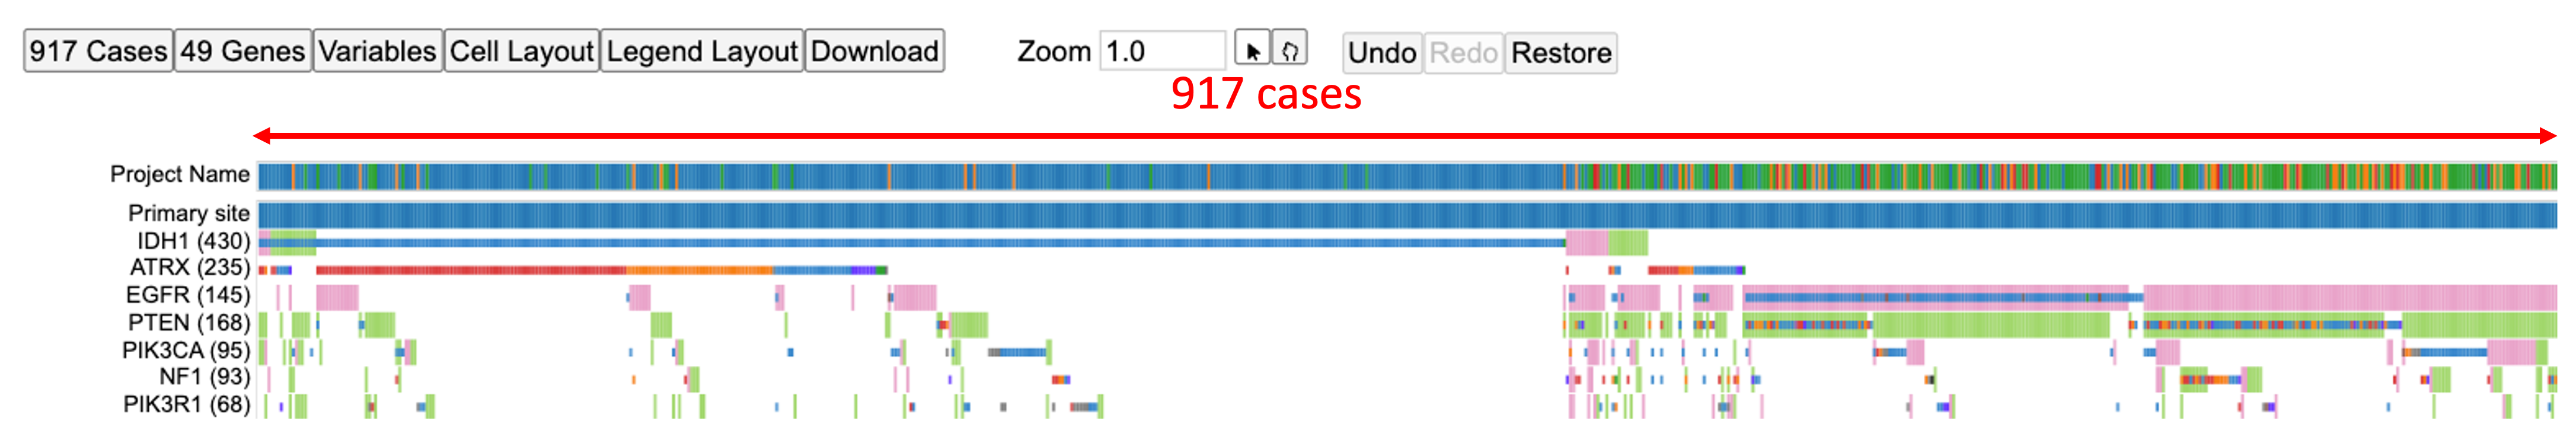 917 Cases 49 Genes Variables Cell Layout Legend Layout Download Zoom 1.0 Undo Redo Restore
917 cases
Project Name
Primary site
IDH1 (430)
ATRX (235)
EGFR (145)
PTEN (168)
PIK3CA (95)
NF1 (93)
PIK3R1 (68)